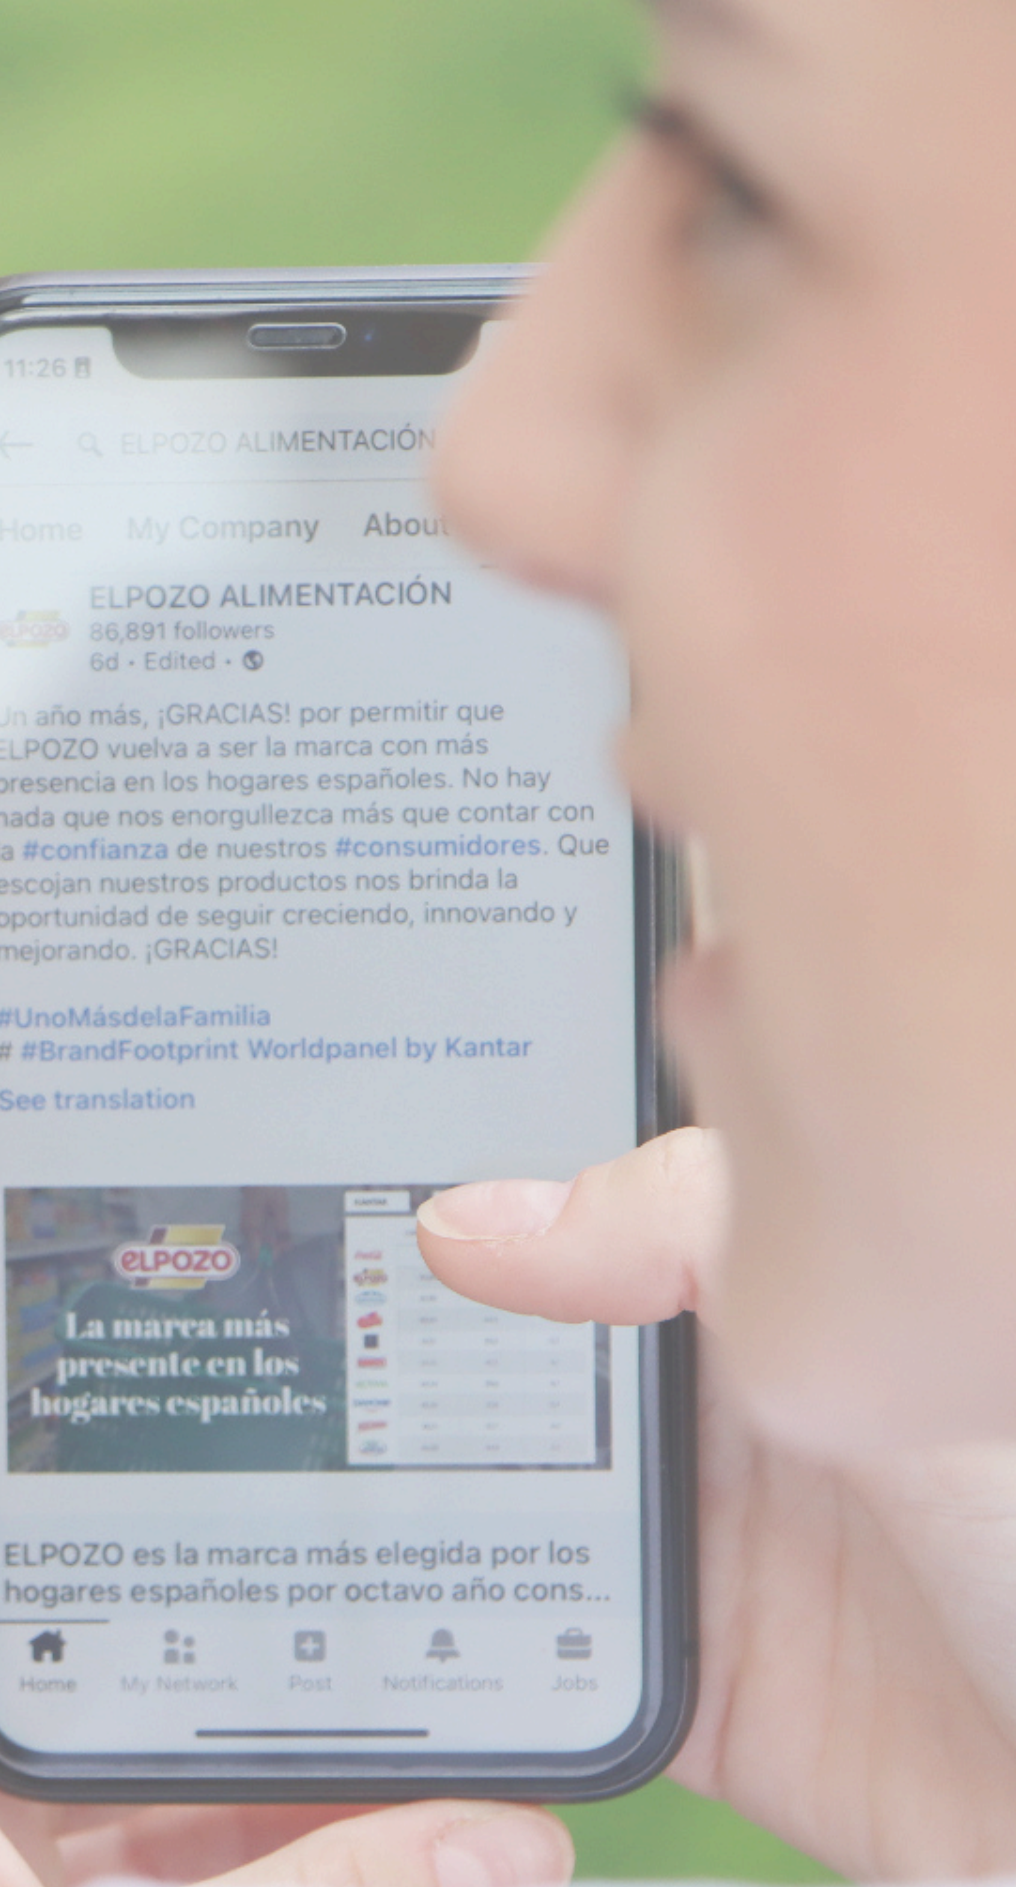 11:26
ELPOZO ALIMENTACIÓN
Home My Company About
ELPOZO ALIMENTACIÓN
ELPOZO
86,891 followers
6d • Edited •
Un año más, ¡GRACIAS! por permitir que
ELPOZO vuelva a ser la marca con más
presencia en los hogares españoles. No hay
nada que nos enorgullezca más que contar con
la #confianza de nuestros #consumidores. Que
escojan nuestros productos nos brinda la
oportunidad de seguir creciendo, innovando y
mejorando. ¡GRACIAS!
#UnoMásdelaFamilia
# #BrandFootprint Worldpanel by Kantar
See translation
KANTAR
ELPOZO
La marca más
presente en los
hogares españoles
ELPOZO es la marca más elegida por los
hogares españoles por octavo año cons...
Home My Network Post Notifications Jobs